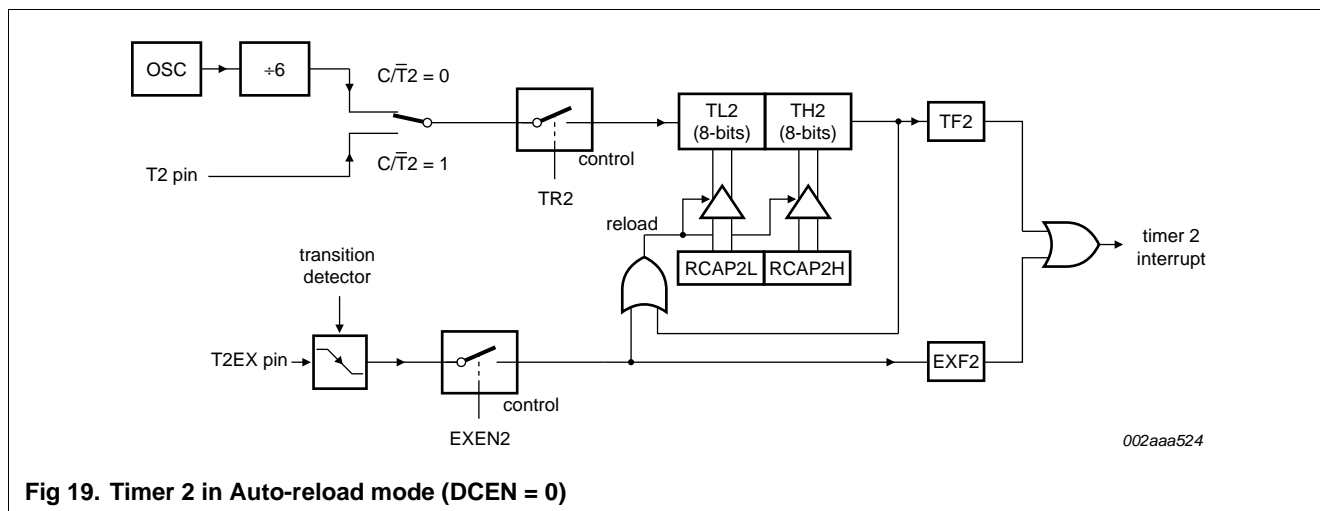 OSC
÷6
C/T̅2 = 0
C/T̅2 = 1
T2 pin
control
TR2
TL2
(8-bits)
TH2
(8-bits)
TF2
reload
RCAP2L
RCAP2H
timer 2
interrupt
transition
detector
T2EX pin
control
EXEN2
EXF2
002aaa524
Fig 19. Timer 2 in Auto-reload mode (DCEN = 0)